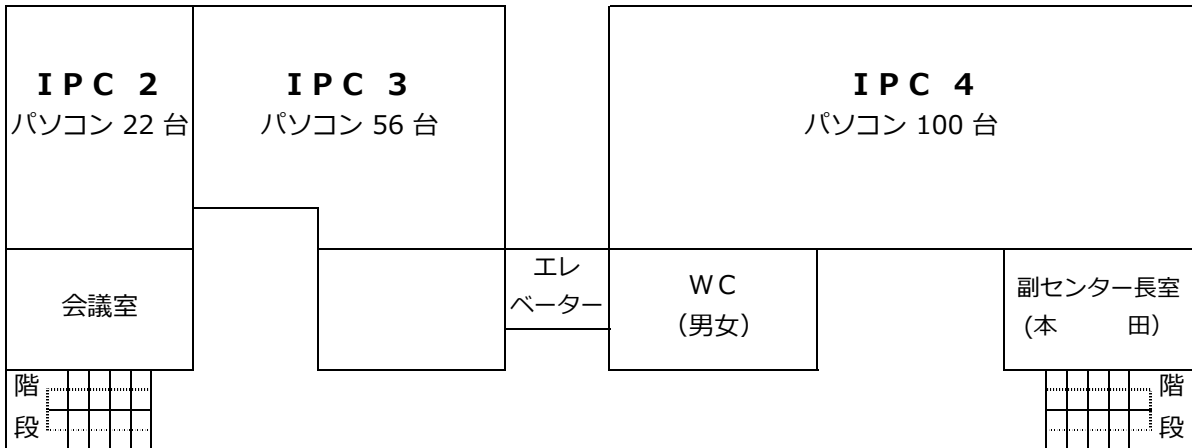 ＩＰＣ ２
パソコン 22 台
ＩＰＣ ３
パソコン 56 台
ＩＰＣ ４
パソコン 100 台
会議室
エレ
ベーター
ＷＣ
（男女）
副センター長室
(本　　　田）
階
段
階
段